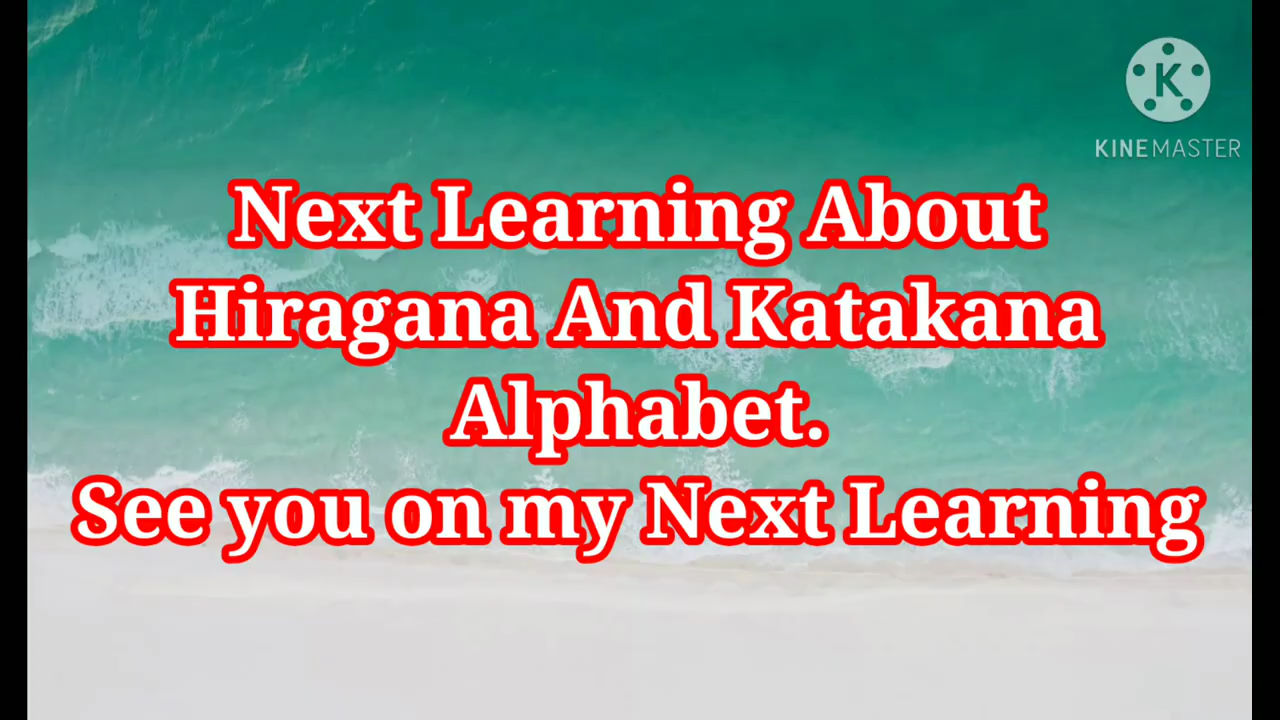 K
KINEMASTER
Next Learning About
Hiragana And Katakana
Alphabet.
See you on my Next Learning